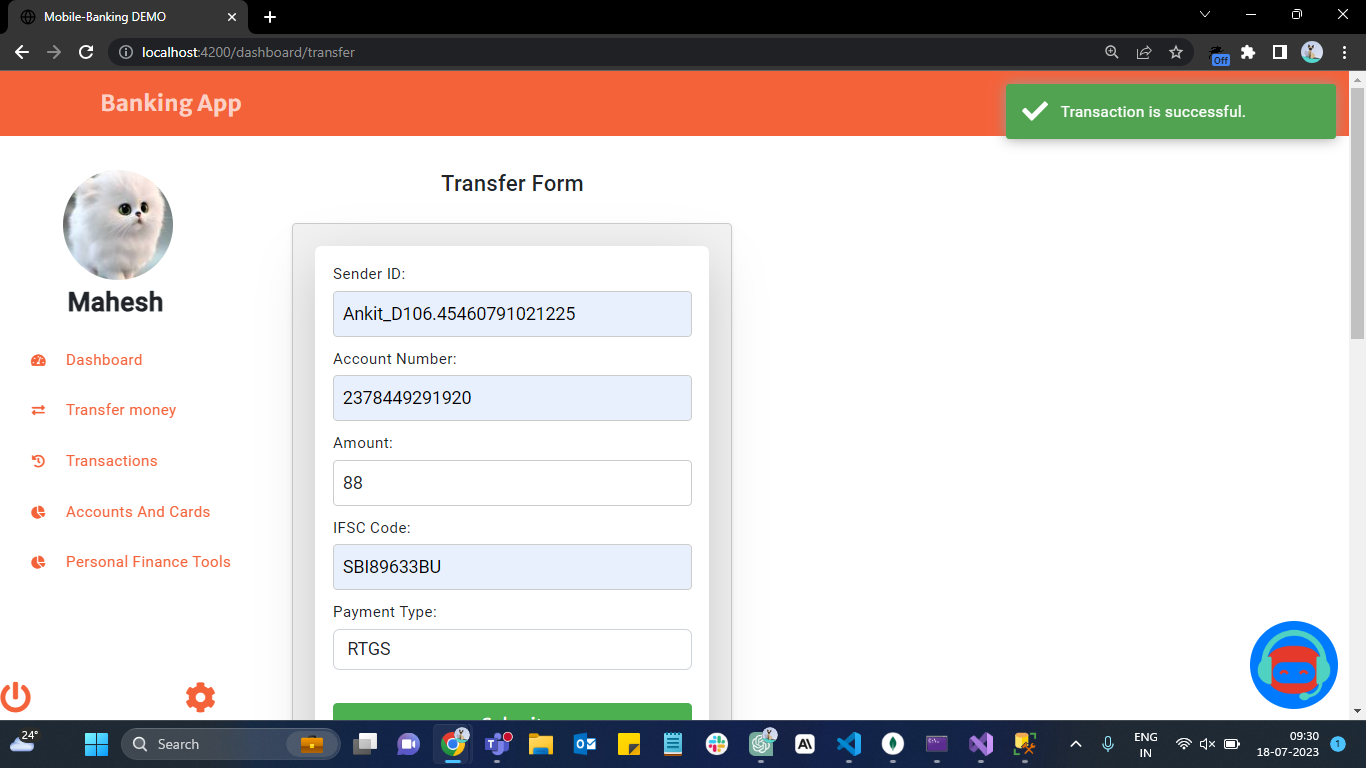 Mobile-Banking DEMO
localhost:4200/dashboard/transfer
Off
Banking App
Transaction is successful.
Mahesh
Dashboard
Transfer money
Transactions
Accounts And Cards
Personal Finance Tools
Transfer Form
Sender ID:
Ankit_D106.45460791021225
Account Number:
2378449291920
Amount:
88
IFSC Code:
SBI89633BU
Payment Type:
RTGS
Submit
24°
Search
ENG
IN
09:30
18-07-2023
1